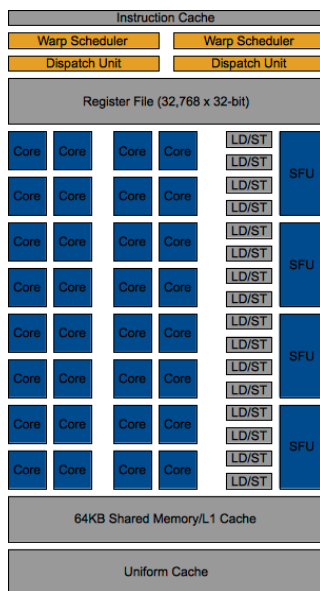 Instruction Cache
Warp Scheduler Warp Scheduler
Dispatch Unit Dispatch Unit
Register File (32,768 x 32-bit)
LD/ST
Core Core Core Core
LD/ST
SFU
LD/ST
Core Core Core Core
LD/ST
LD/ST
Core Core Core Core
LD/ST
SFU
LD/ST
Core Core Core Core
LD/ST
LD/ST
Core Core Core Core
LD/ST
SFU
LD/ST
Core Core Core Core
LD/ST
LD/ST
Core Core Core Core
LD/ST
SFU
LD/ST
Core Core Core Core
LD/ST
64KB Shared Memory/L1 Cache
Uniform Cache